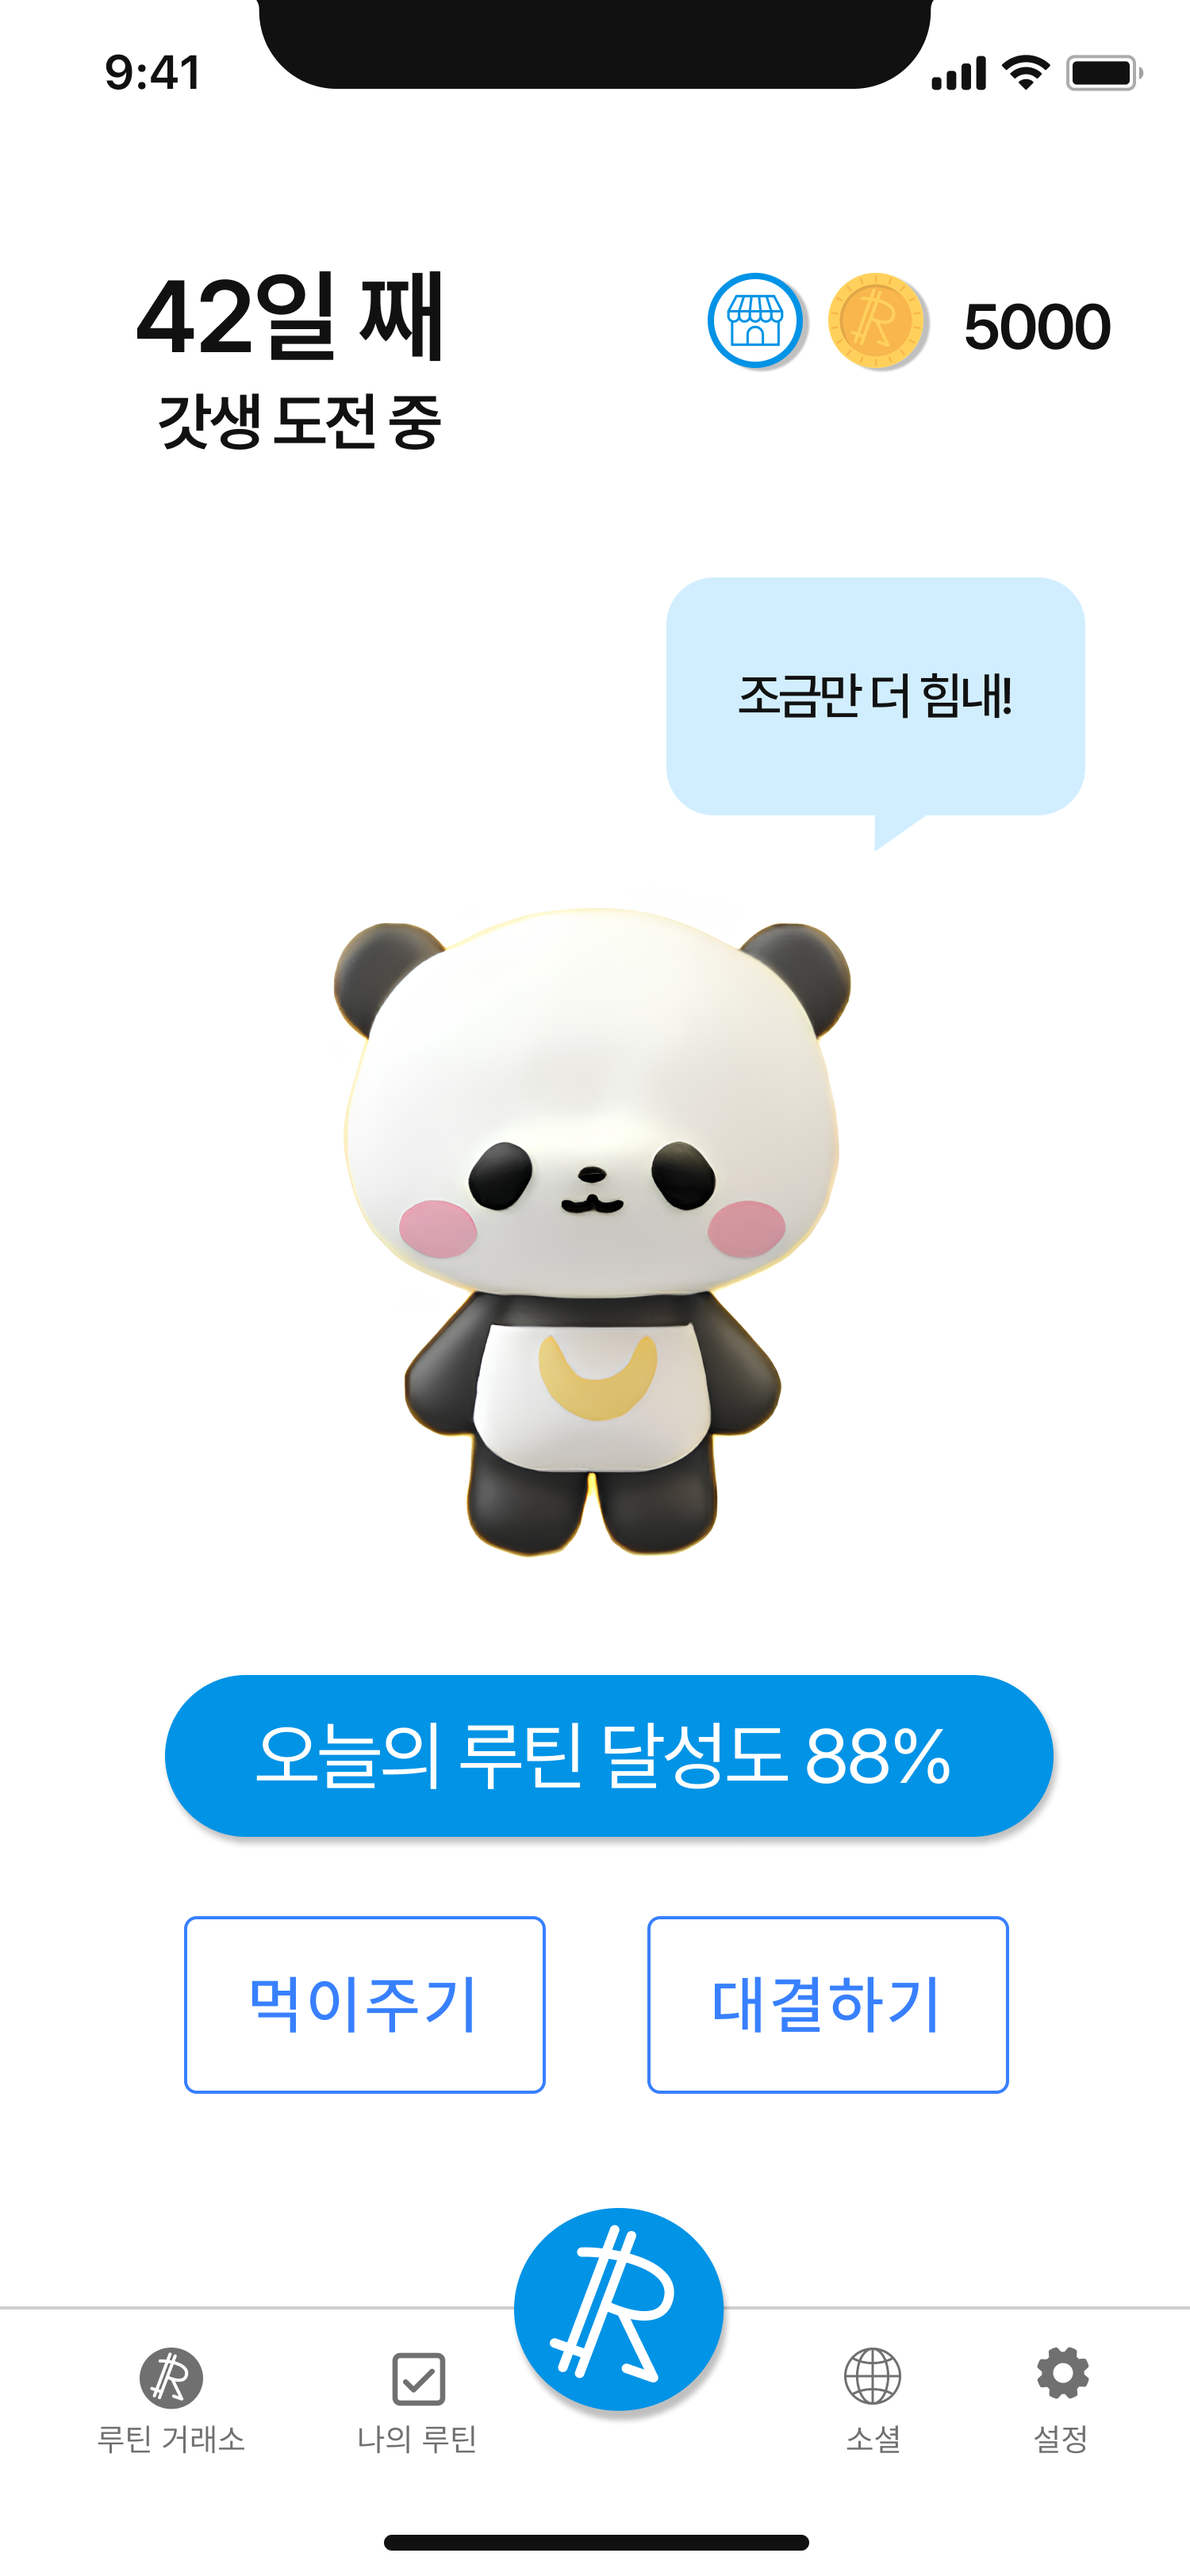 9:41
42일 째
갓생 도전 중
5000
조금만 더 힘내!
오늘의 루틴 달성도 88%
먹이주기
대결하기
루틴 거래소
나의 루틴
소셜
설정